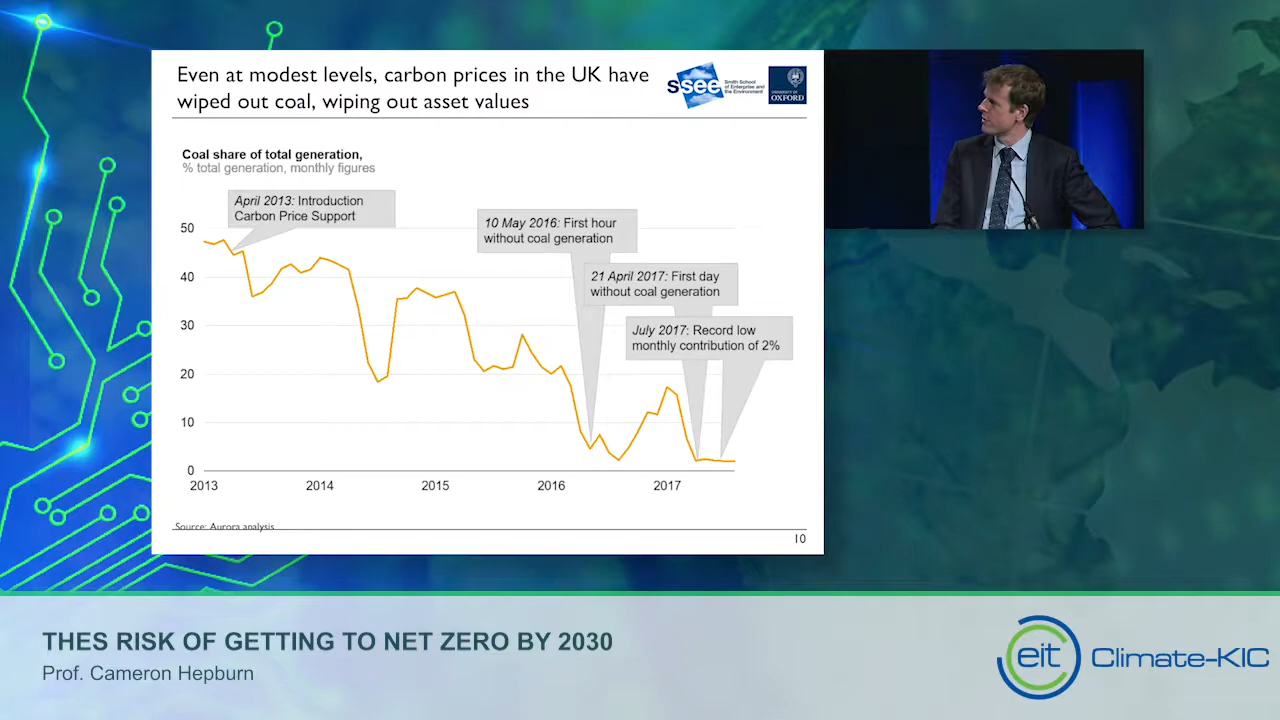 Even at modest levels, carbon prices in the UK have
wiped out coal, wiping out asset values
ssee
Smith School
of Enterprise and
the Environment
UNIVERSITY OF
OXFORD
Coal share of total generation,
% total generation, monthly figures
April 2013: Introduction
Carbon Price Support
10 May 2016: First hour
without coal generation
21 April 2017: First day
without coal generation
July 2017: Record low
monthly contribution of 2%
50
40
30
20
10
0
2013
2014
2015
2016
2017
Source: Aurora analysis
10
THES RISK OF GETTING TO NET ZERO BY 2030
Prof. Cameron Hepburn
eit
Climate-KIC